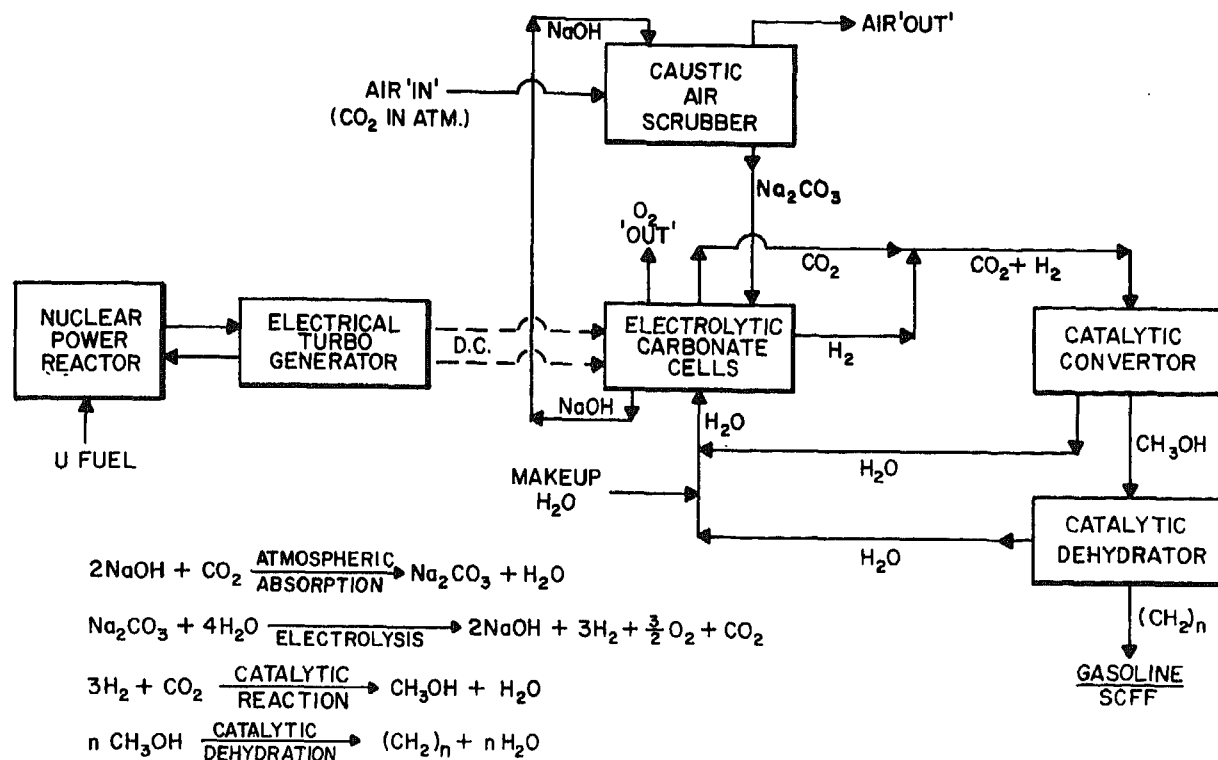 NaOH
AIR 'OUT'
AIR 'IN'
(CO₂ IN ATM.)
CAUSTIC
AIR
SCRUBBER
Na₂CO₃
O₂
'OUT'
CO₂
CO₂ + H₂
NUCLEAR
POWER
REACTOR
ELECTRICAL
TURBO
GENERATOR
D.C.
ELECTROLYTIC
CARBONATE
CELLS
H₂
CATALYTIC
CONVERTOR
NaOH
H₂O
U FUEL
H₂O
CH₃OH
MAKEUP
H₂O
H₂O
CATALYTIC
DEHYDRATOR
(CH₂)n
GASOLINE
SCFF
2NaOH + CO₂ ATMOSPHERIC ABSORPTION → Na₂CO₃ + H₂O
Na₂CO₃ + 4H₂O ELECTROLYSIS → 2NaOH + 3H₂ + 3/2 O₂ + CO₂
3H₂ + CO₂ CATALYTIC REACTION → CH₃OH + H₂O
n CH₃OH CATALYTIC DEHYDRATION → (CH₂)n + n H₂O